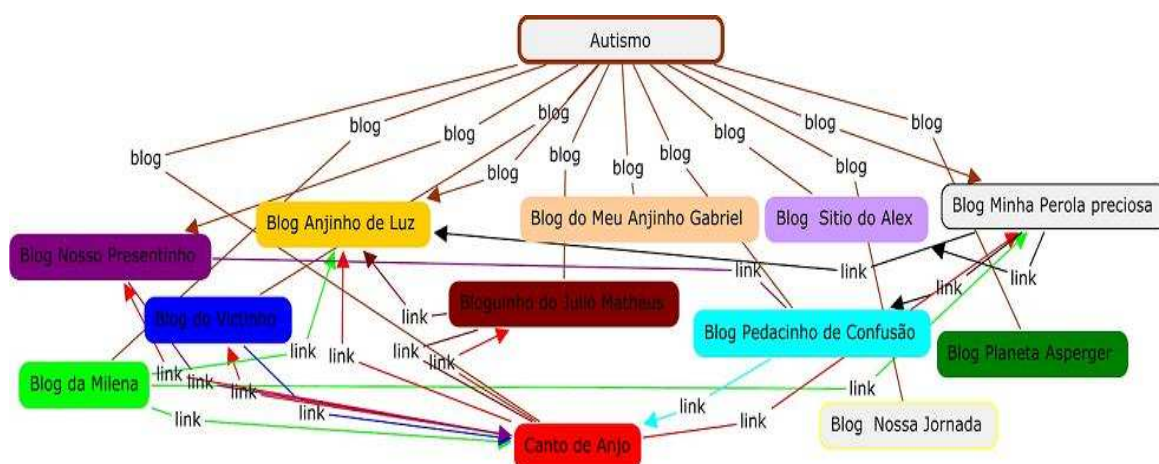 Autismo
blog
blog
blog
blog
blog
blog
blog
blog
blog
blog
blog
blog
Blog Anjinho de Luz
Blog do Meu Anjinho Gabriel
Blog Sitio do Alex
Blog Minha Perola preciosa
Blog Nosso Presentinho
link
link
link
link
Blog do Victinho
Bloguinho do Julio Matheus
link
Blog Pedacinho de Confusão
Blog Planeta Asperger
link
link
link
link
Blog da Milena
link
link
link
link
link
link
link
Blog Nossa Jornada
link
Canto de Anjo